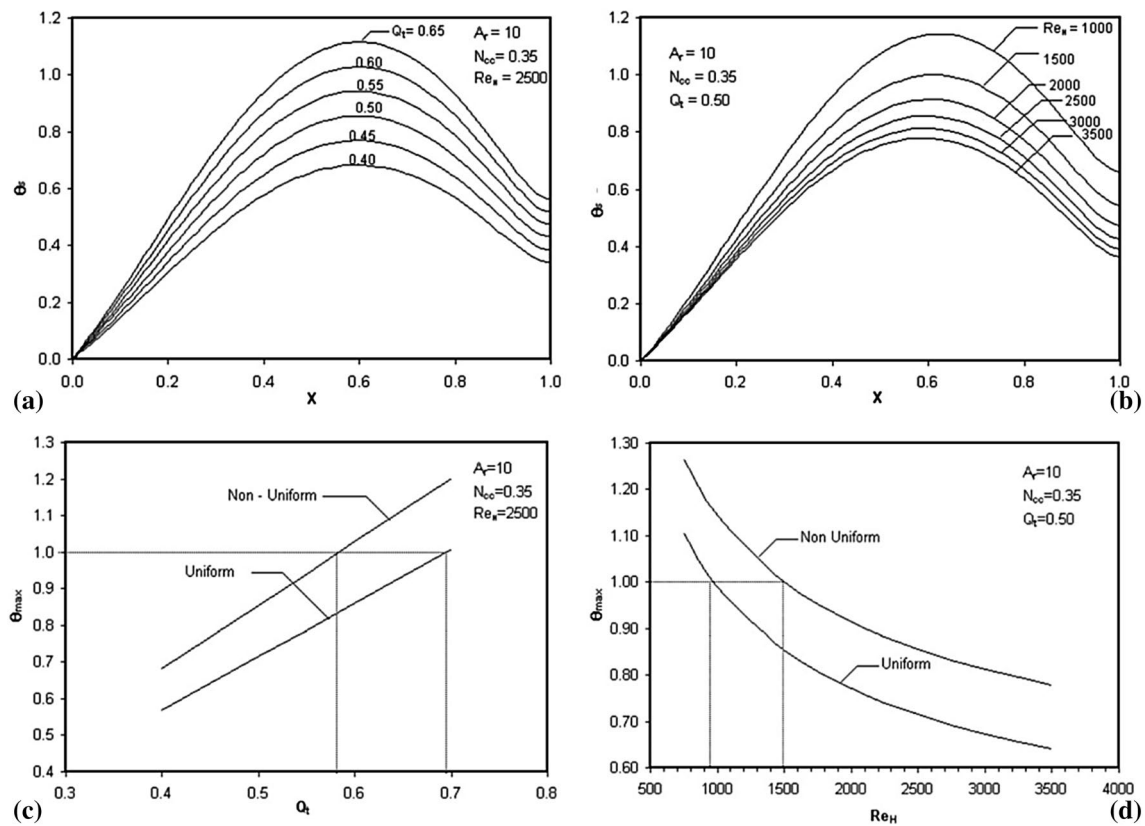 1.2
1.0
0.8
0.6
0.4
0.2
0.0
θs
Qt= 0.65
0.60
0.55
0.50
0.45
0.40
Ar = 10
Ncc = 0.35
ReH = 2500
0.0 0.2 0.4 0.6 0.8 1.0
X
(a)
1.2
1.0
0.8
0.6
0.4
0.2
0.0
θs
Ar = 10
Ncc = 0.35
Qt = 0.50
ReH = 1000
1500
2000
2500
3000
3500
0.0 0.2 0.4 0.6 0.8 1.0
X
(b)
1.3
1.2
1.1
1.0
0.9
0.8
0.7
0.6
0.5
0.4
θmax
Non - Uniform
Uniform
Ar=10
Ncc=0.35
ReH=2500
0.3 0.4 0.5 0.6 0.7 0.8
Qt
(c)
1.30
1.20
1.10
1.00
0.90
0.80
0.70
0.60
θmax
Non Uniform
Uniform
Ar=10
Ncc=0.35
Qt=0.50
500 1000 1500 2000 2500 3000 3500 4000
ReH
(d)